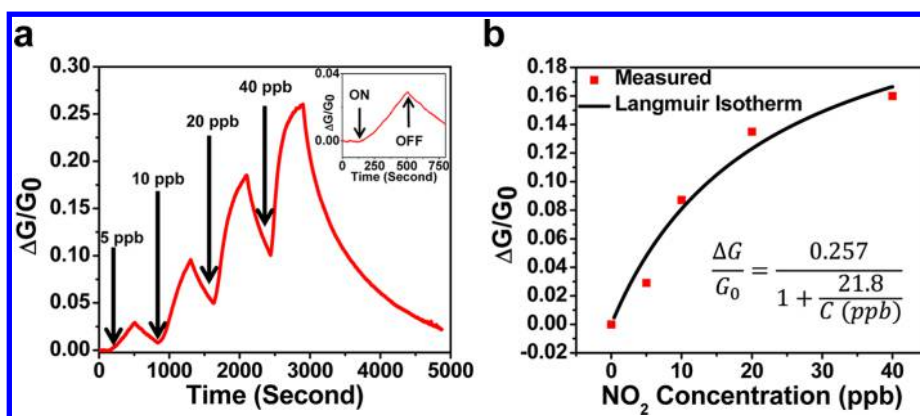 a
0.30
0.25
0.20
0.15
0.10
0.05
0.00
ΔG/G0
0 1000 2000 3000 4000 5000
Time (Second)
5 ppb
10 ppb
20 ppb
40 ppb
0.04
0.00
ΔG/G0
ON
OFF
0 250 500 750
Time (Second)
b
0.18
0.16
0.14
0.12
0.10
0.08
0.06
0.04
0.02
0.00
-0.02
ΔG/G0
Measured
Langmuir Isotherm
ΔG/G₀ = 0.257/(1 + 21.8/C (ppb))
0 10 20 30 40
NO₂ Concentration (ppb)